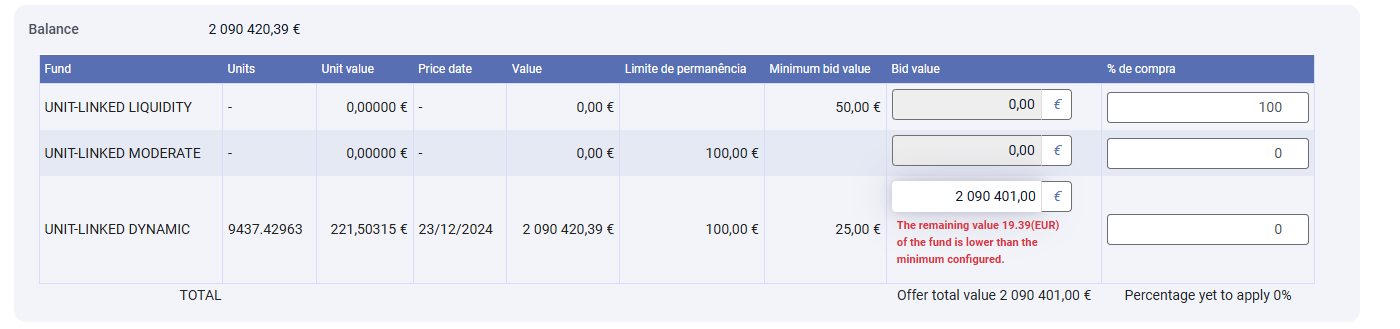 Balance 2 090 420,39 €
Fund Units Unit value Price date Value Limite de permanência Minimum bid value Bid value % de compra
UNIT-LINKED LIQUIDITY - 0,00000 € - 0,00 € 50,00 € 0,00 € 100
UNIT-LINKED MODERATE - 0,00000 € - 0,00 € 100,00 € 0,00 € 0
2 090 401,00 €
UNIT-LINKED DYNAMIC 9437.42963 221,50315 € 23/12/2024 2 090 420,39 € 100,00 € 25,00 € 0
The remaining value 19.39(EUR)
of the fund is lower than the
minimum configured.
TOTAL Offer total value 2 090 401,00 € Percentage yet to apply 0%